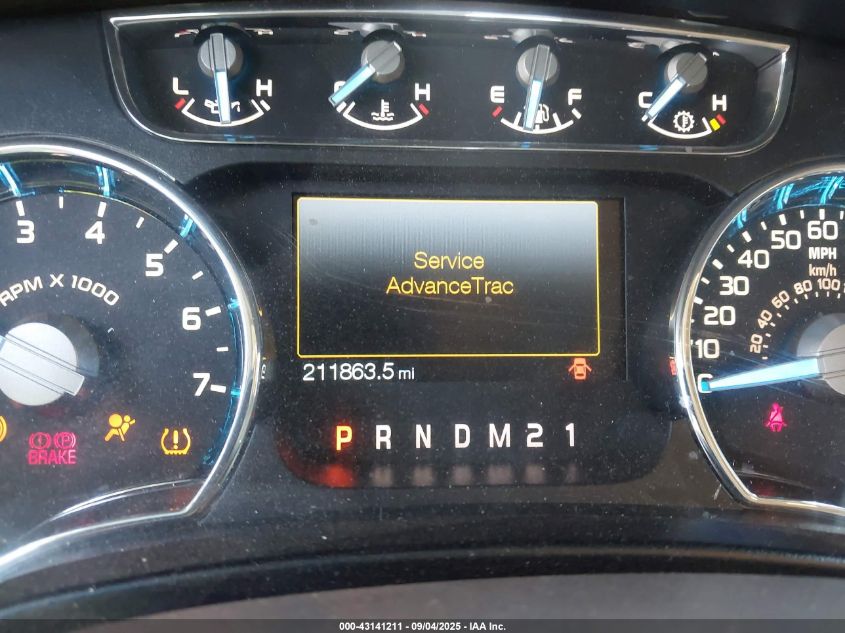 L H C H E F C H
3 4 5 6 7
RPM X 1000
Service
AdvanceTrac
211863.5 mi
BRAKE
P R N D M 2 1
10 20 30 40 50 60
MPH
km/h
20 40 60 80 100
000-43141211 - 09/04/2025 - IAA Inc.